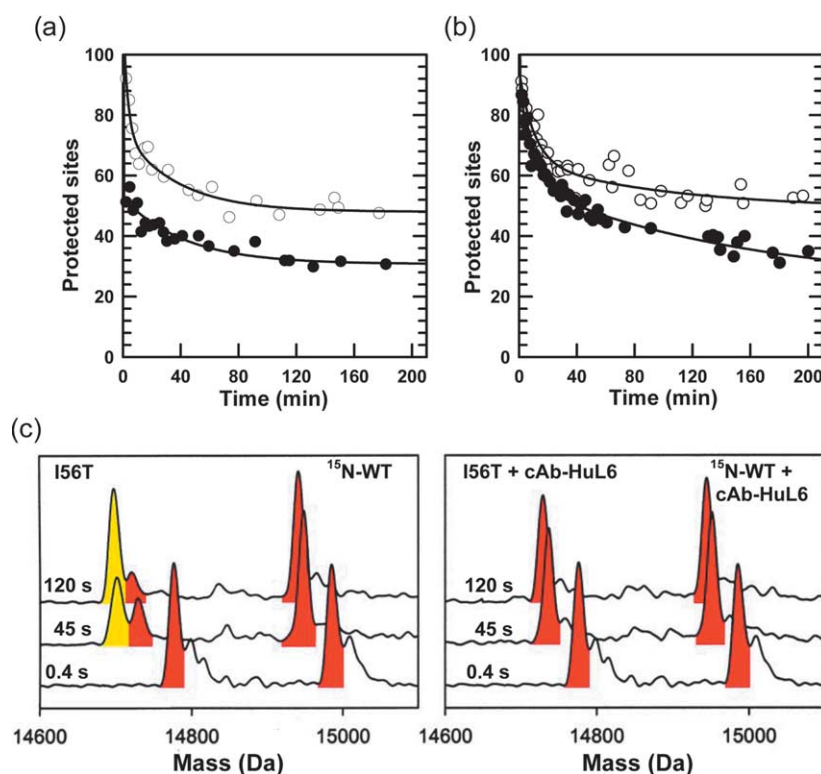 (a)
(b)
Protected sites
100
80
60
40
20
0
0 40 80 120 160 200
Time (min)
Protected sites
100
80
60
40
20
0
0 40 80 120 160 200
Time (min)
(c)
I56T
¹⁵N-WT
120 s
45 s
0.4 s
14600 14800 15000
Mass (Da)
I56T + cAb-HuL6
¹⁵N-WT +
cAb-HuL6
120 s
45 s
0.4 s
14600 14800 15000
Mass (Da)